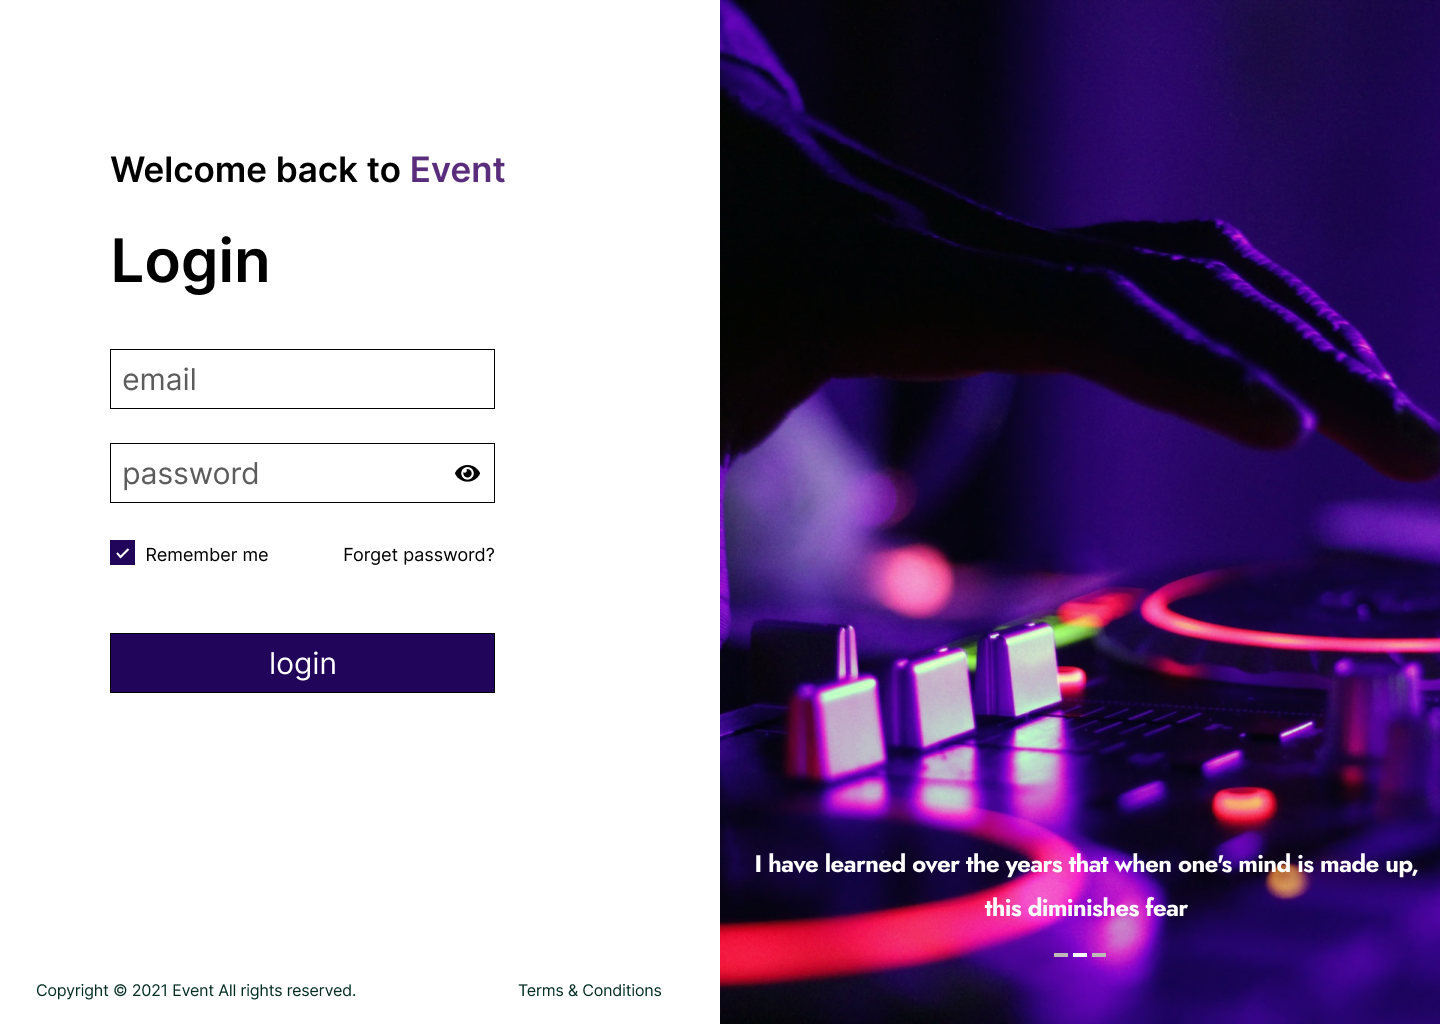 Welcome back to Event
Login
email
password
Remember me
Forget password?
login
Copyright © 2021 Event All rights reserved.
Terms & Conditions
I have learned over the years that when one's mind is made up,
this diminishes fear